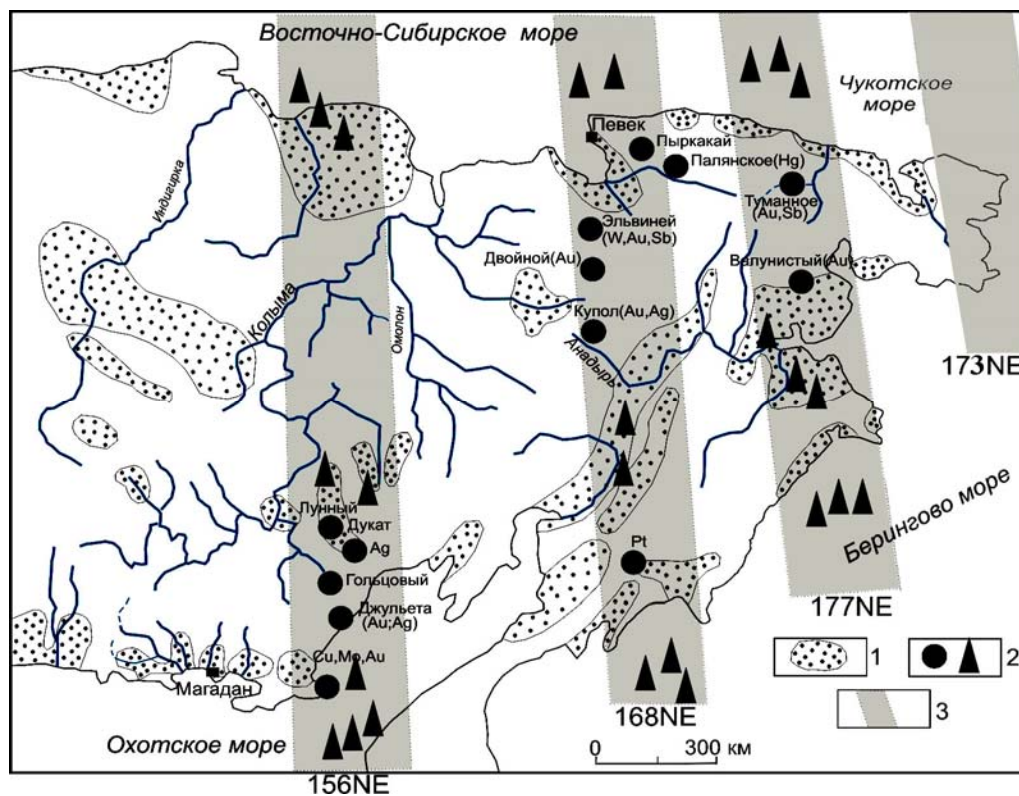 Восточно-Сибирское море
Чукотское
море
Певек
Пыркакай
Палянское(Hg)
Индигирка
Туманное
(Au,Sb)
Эльвиней
(W,Au,Sb)
Двойной(Au)
Валунистый(Au)
Колыма
Омолон
Купол(Au,Ag)
Анадырь
173NE
Лунный
Дукат
Ag
Pt
Гольцовый
Джульета
(Au;Ag)
Берингово море
177NE
Cu,Mo,Au
Магадан
1
2
3
168NE
Охотское море
0 300 км
156NE